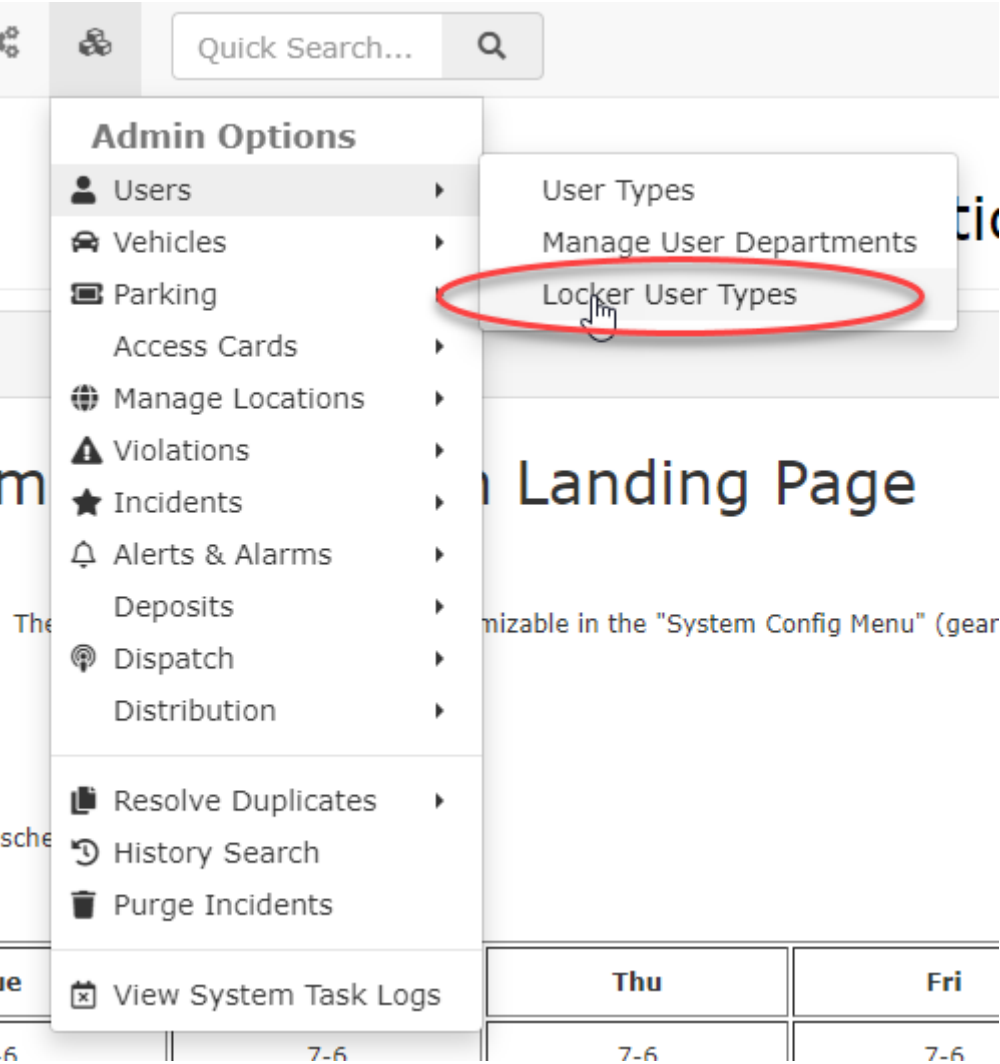 Quick Search...
Admin Options
Users
User Types
Vehicles
Manage User Departments
Parking
Locker User Types
Access Cards
Manage Locations
Violations
Landing Page
Incidents
Alerts & Alarms
Deposits
The
mizable in the "System Config Menu" (gear
Dispatch
Distribution
Resolve Duplicates
sche
History Search
Purge Incidents
Thu
Fri
View System Task Logs
7-6
7-6
7-6